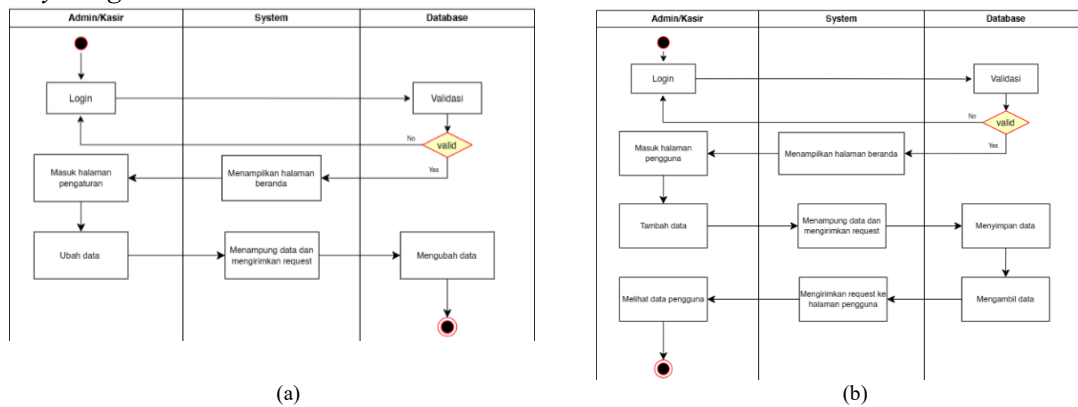 Admin/Kasir
System
Database
Login
Validasi
No
valid
Yes
Masuk halaman
pengaturan
Menampilkan halaman
beranda
Ubah data
Menampung data dan
mengirimkan request
Mengubah data
(a)
Admin/Kasir
System
Database
Login
Validasi
No
valid
Yes
Masuk halaman
pengguna
Menampilkan halaman beranda
Tambah data
Menampung data dan
mengirimkan request
Menyimpan data
Melihat data pengguna
Mengirimkan request ke
halaman pengguna
Mengambil data
(b)